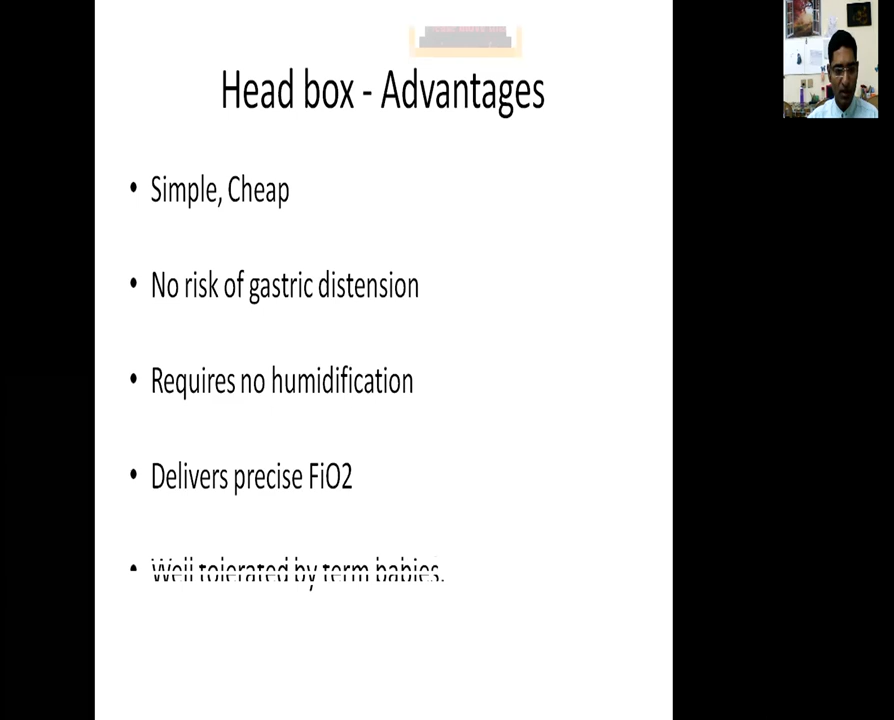 Head box - Advantages
• Simple, Cheap
• No risk of gastric distension
• Requires no humidification
• Delivers precise FiO2
• Well tolerated by term babies.